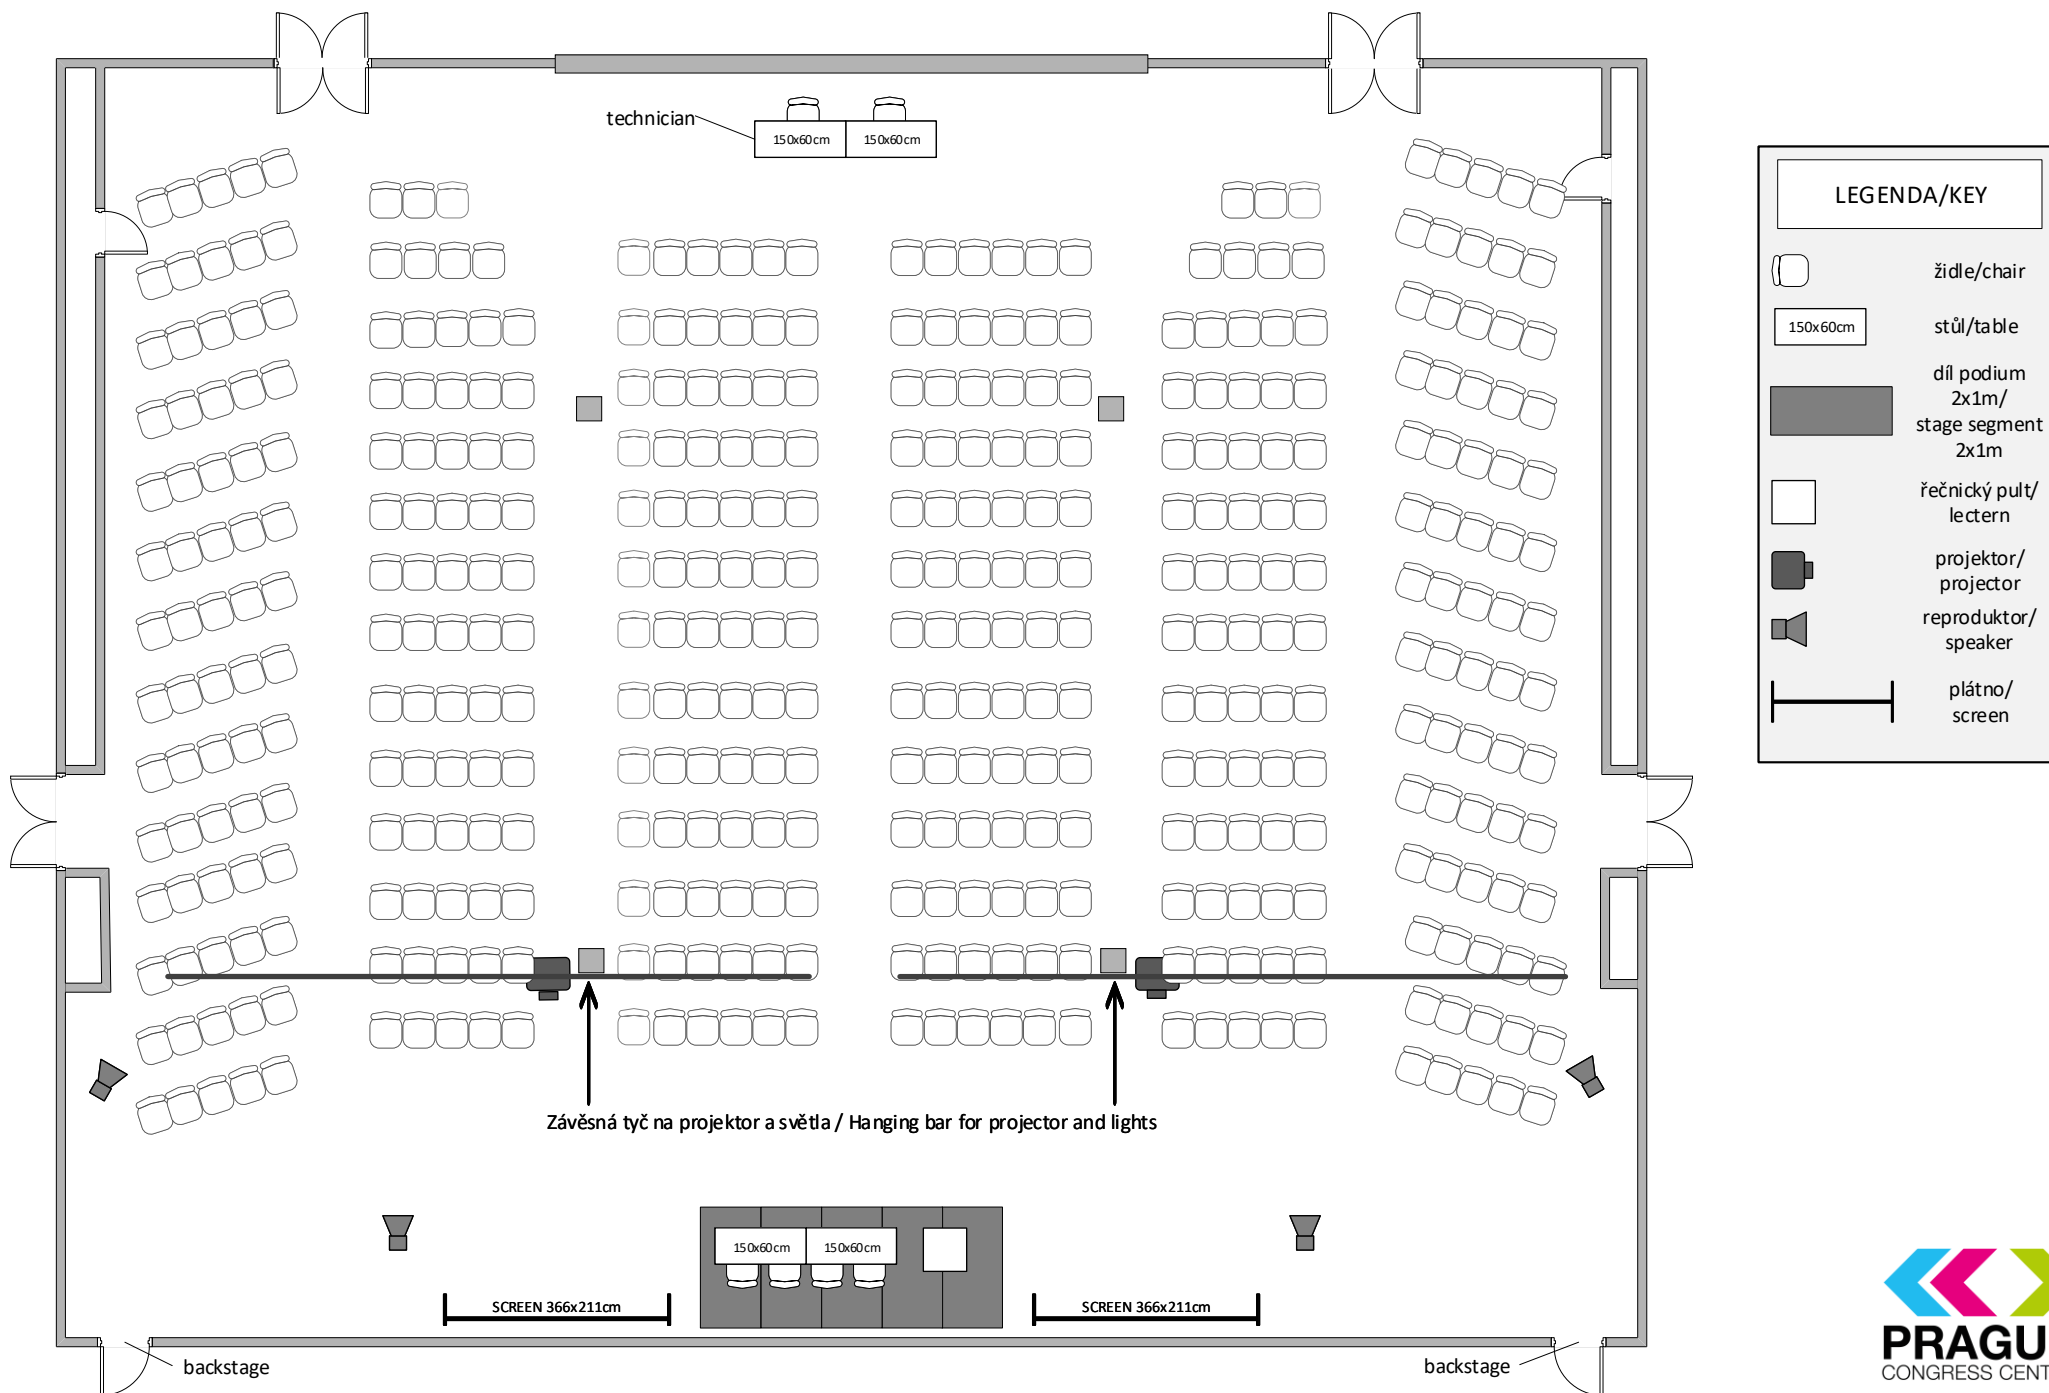 technician
150x60cm
150x60cm
LEGENDA/KEY
židle/chair
150x60cm
stůl/table
díl podium
2x1m/
stage segment
2x1m
řečnický pult/
lectern
projektor/
projector
reproduktor/
speaker
plátno/
screen
Závěsná tyč na projektor a světla / Hanging bar for projector and lights
150x60cm
150x60cm
SCREEN 366x211cm
SCREEN 366x211cm
backstage
backstage
PRAGU
CONGRESS CENT